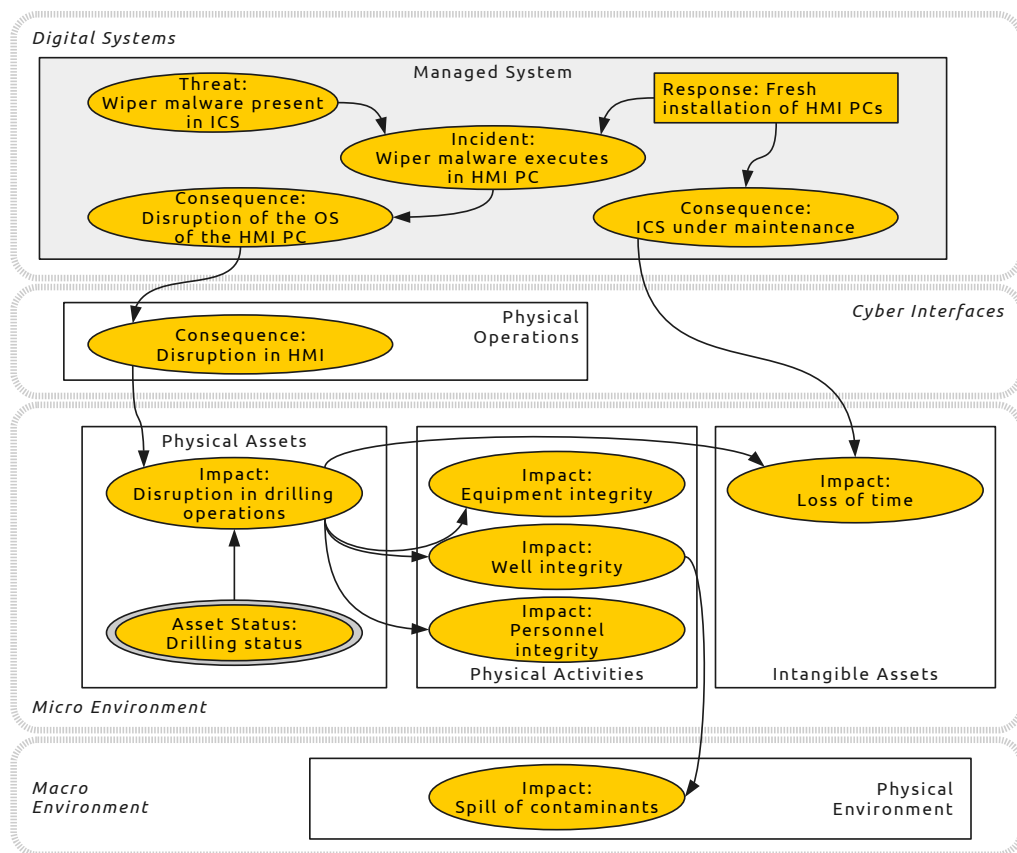 Digital Systems
Managed System
Threat:
Wiper malware present
in ICS
Response: Fresh
installation of HMI PCs
Incident:
Wiper malware executes
in HMI PC
Consequence:
Disruption of the OS
of the HMI PC
Consequence:
ICS under maintenance
Cyber Interfaces
Physical
Operations
Consequence:
Disruption in HMI
Physical Assets
Impact:
Disruption in drilling
operations
Asset Status:
Drilling status
Impact:
Equipment integrity
Impact:
Well integrity
Impact:
Personnel
integrity
Physical Activities
Impact:
Loss of time
Intangible Assets
Micro Environment
Macro
Environment
Impact:
Spill of contaminants
Physical
Environment